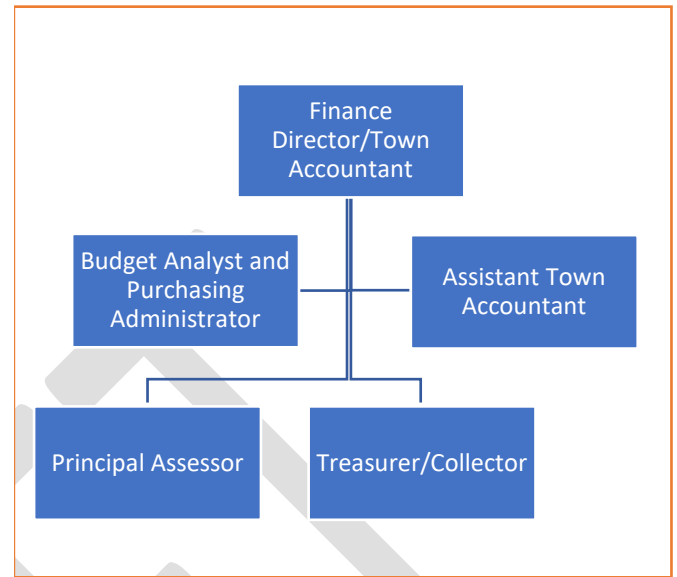 Finance
Director/Town
Accountant
Budget Analyst and
Purchasing
Administrator
Assistant Town
Accountant
Principal Assessor
Treasurer/Collector